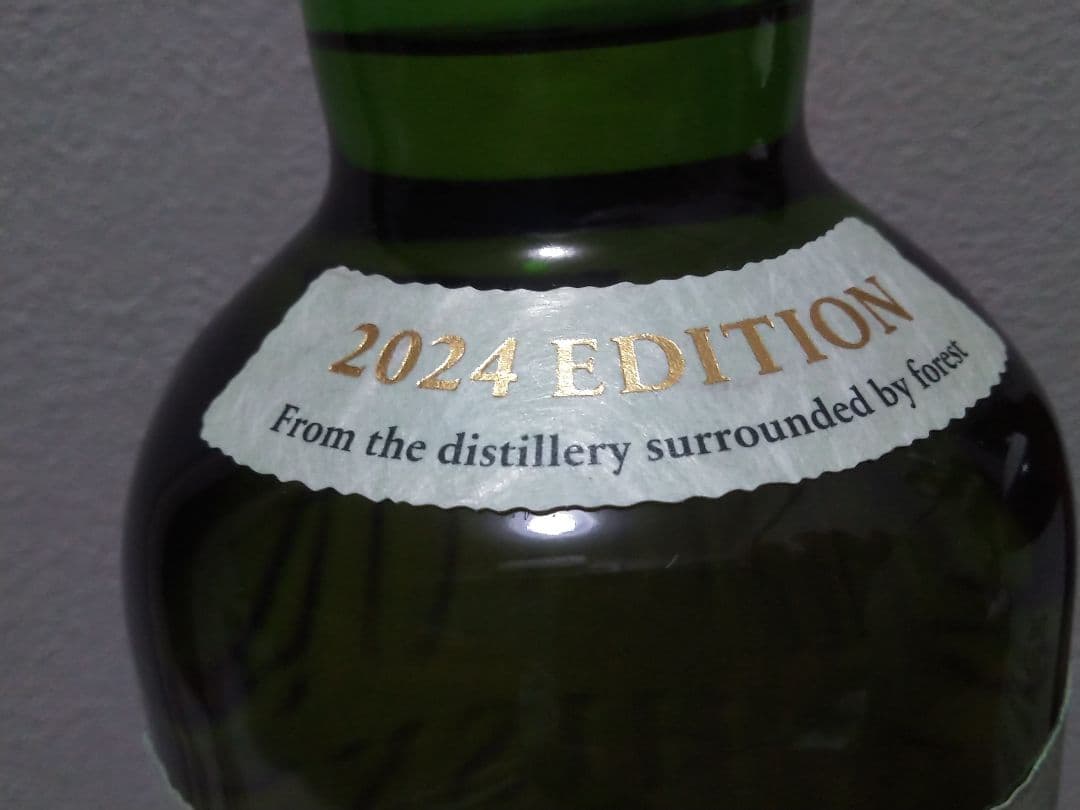 2024 EDITION
From the distillery surrounded by forest